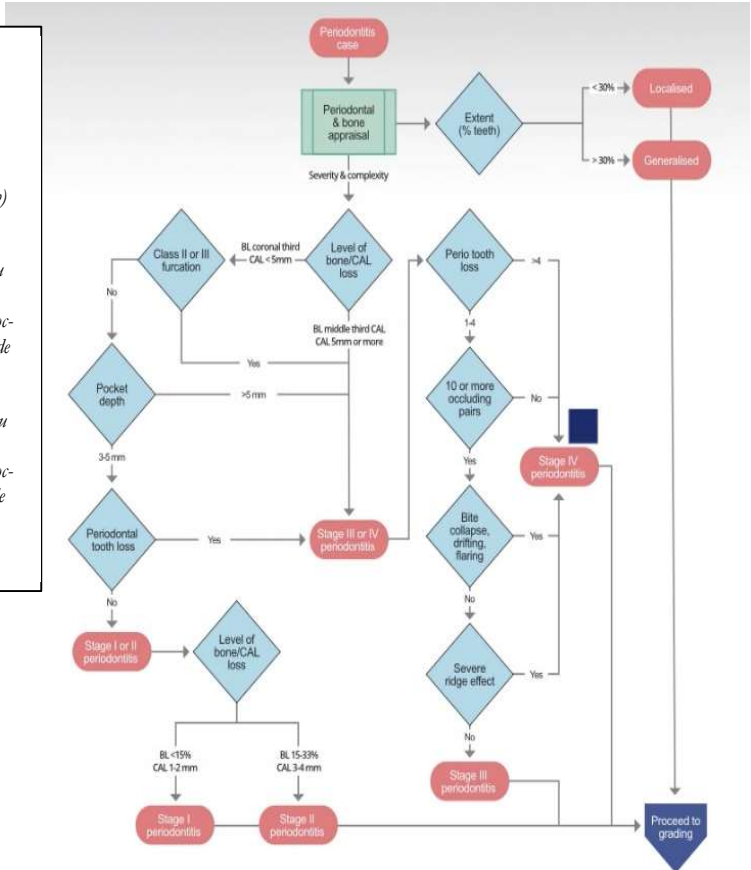 Periodontitis
case
Periodontal
& bone
appraisal
Extent
(% teeth)
<30%
Localised
>30%
Generalised
Severity & complexity
Level of
bone/CAL
loss
BL coronal third
CAL <5mm
Class II or III
furcation
No
Yes
BL middle third CAL
CAL 5mm or more
Pocket
depth
>5 mm
3-5 mm
Periodontal
tooth loss
Yes
Stage III or IV
periodontitis
No
Stage I or II
periodontitis
Level of
bone/CAL
loss
BL <15%
CAL 1-2 mm
BL 15-33%
CAL 3-4 mm
Stage I
periodontitis
Stage II
periodontitis
Perio tooth
loss
>4
1-4
10 or more
occluding
pairs
No
Yes
Stage IV
periodontitis
Bite
collapse,
drifting,
flaring
Yes
No
Severe
ridge effect
Yes
No
Stage III
periodontitis
Proceed to
grading